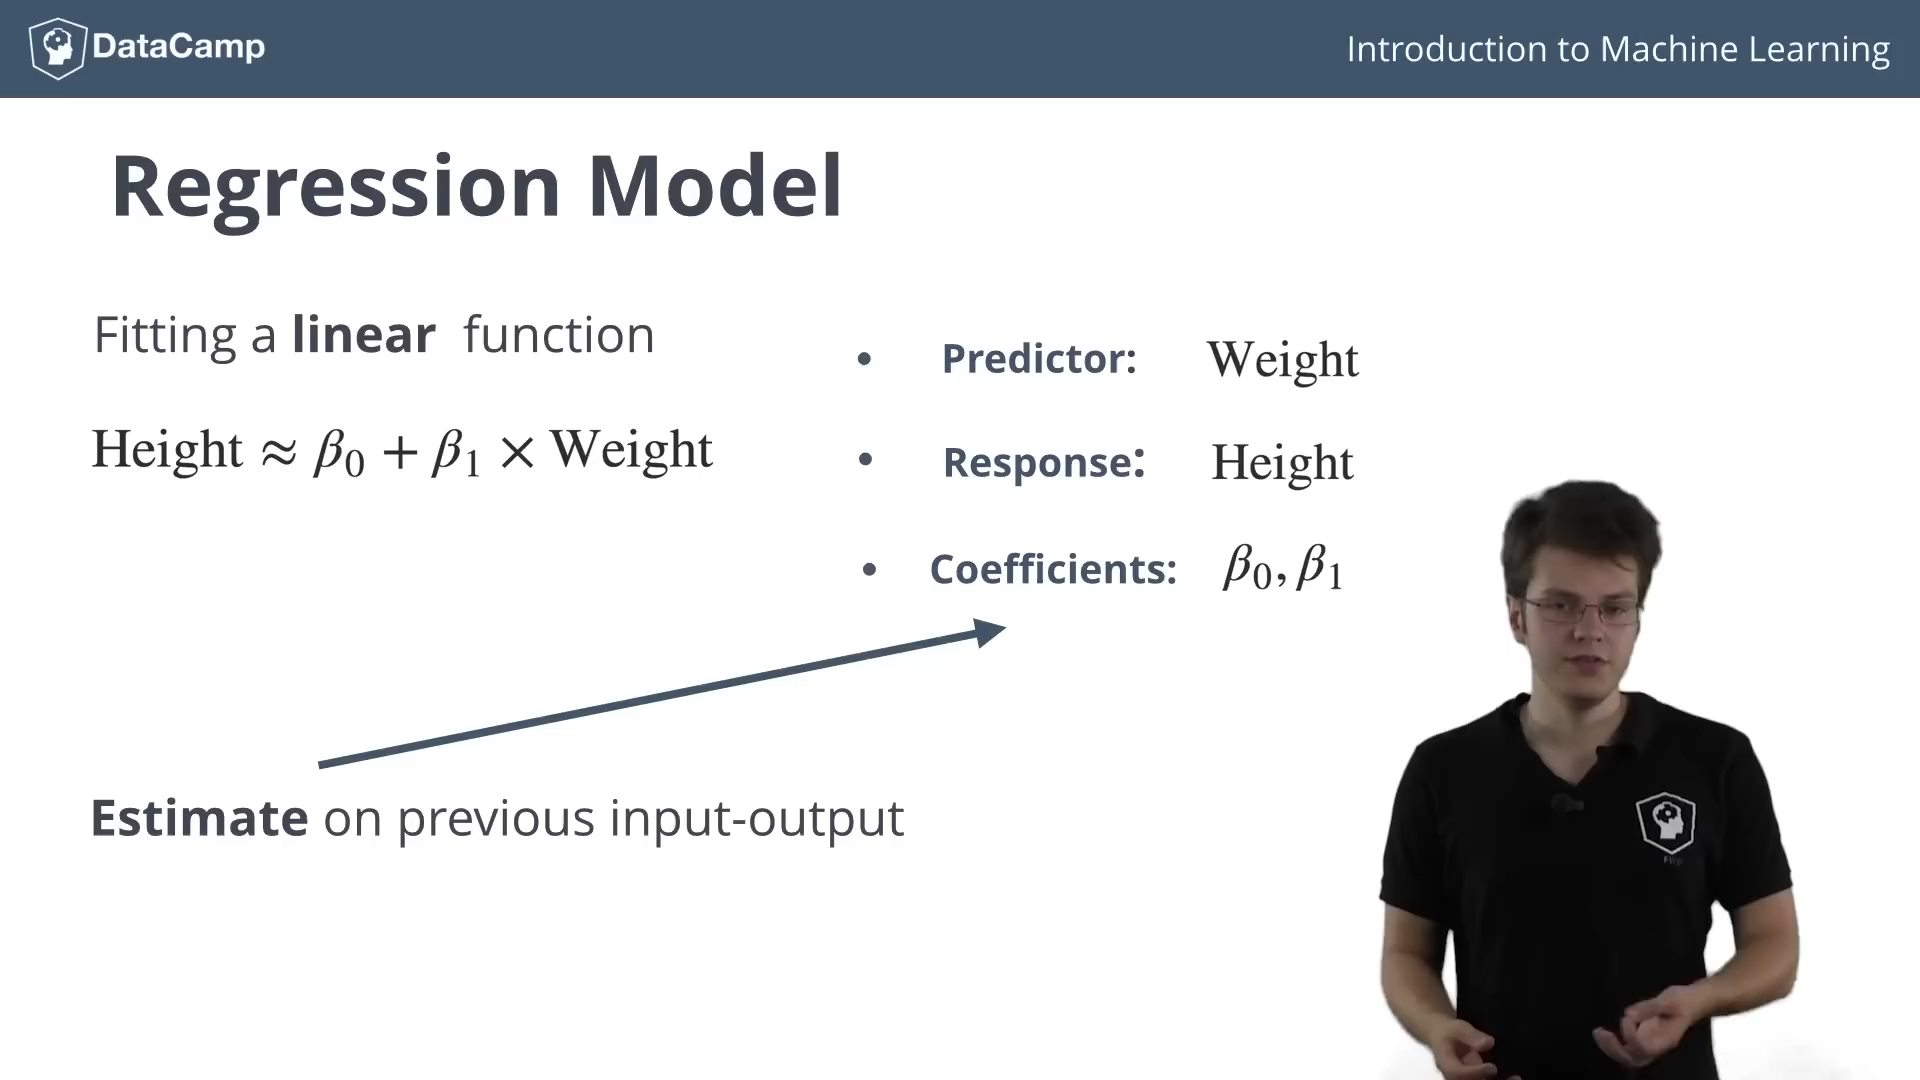 DataCamp
Introduction to Machine Learning
Regression Model
Fitting a linear function
Height ≈ β₀ + β₁ × Weight
• Predictor: Weight
• Response: Height
• Coefficients: β₀, β₁
Estimate on previous input-output